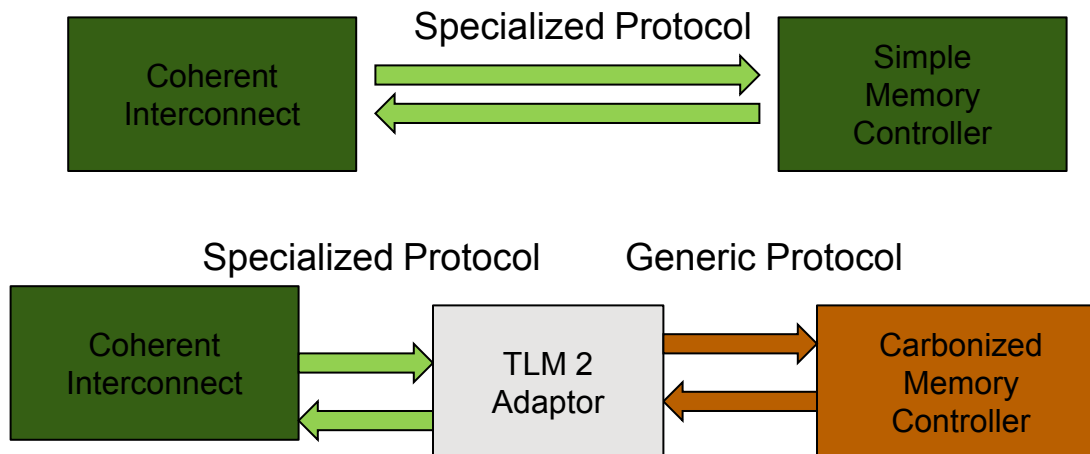 Specialized Protocol
Coherent
Interconnect
Simple
Memory
Controller
Specialized Protocol
Generic Protocol
Coherent
Interconnect
TLM 2
Adaptor
Carbonized
Memory
Controller